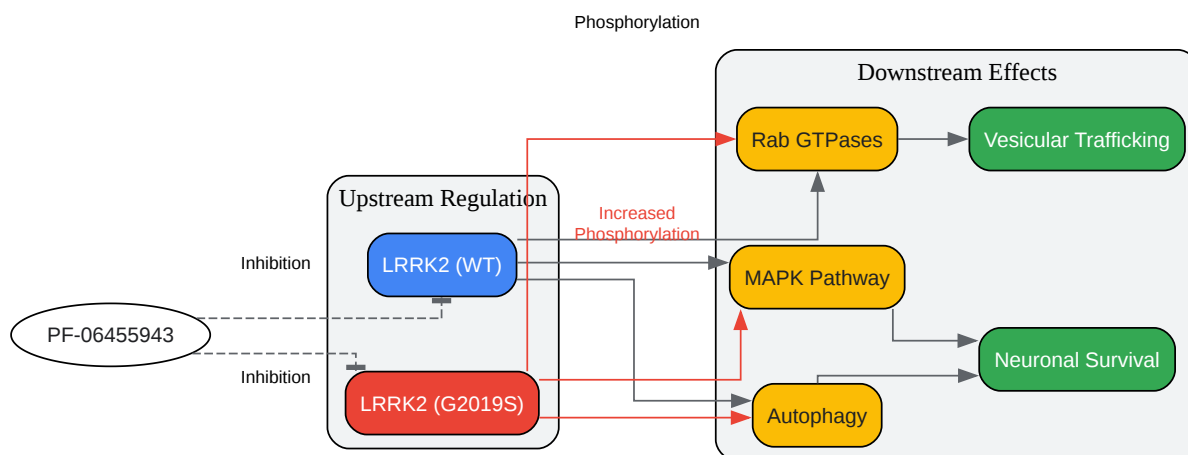 Phosphorylation
Downstream Effects
Rab GTPases
Vesicular Trafficking
Upstream Regulation
Increased
Phosphorylation
Inhibition
LRRK2 (WT)
MAPK Pathway
PF-06455943
Neuronal Survival
Inhibition
LRRK2 (G2019S)
Autophagy